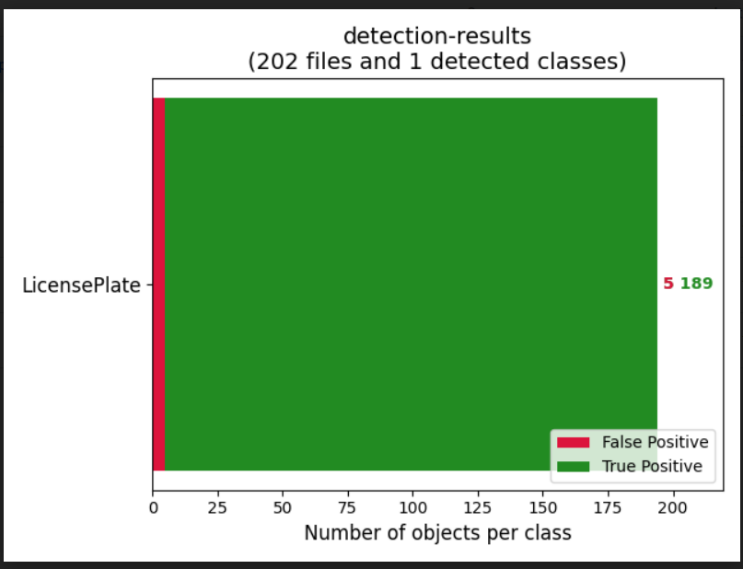 detection-results
(202 files and 1 detected classes)
LicensePlate
5 189
False Positive
True Positive
0 25 50 75 100 125 150 175 200
Number of objects per class